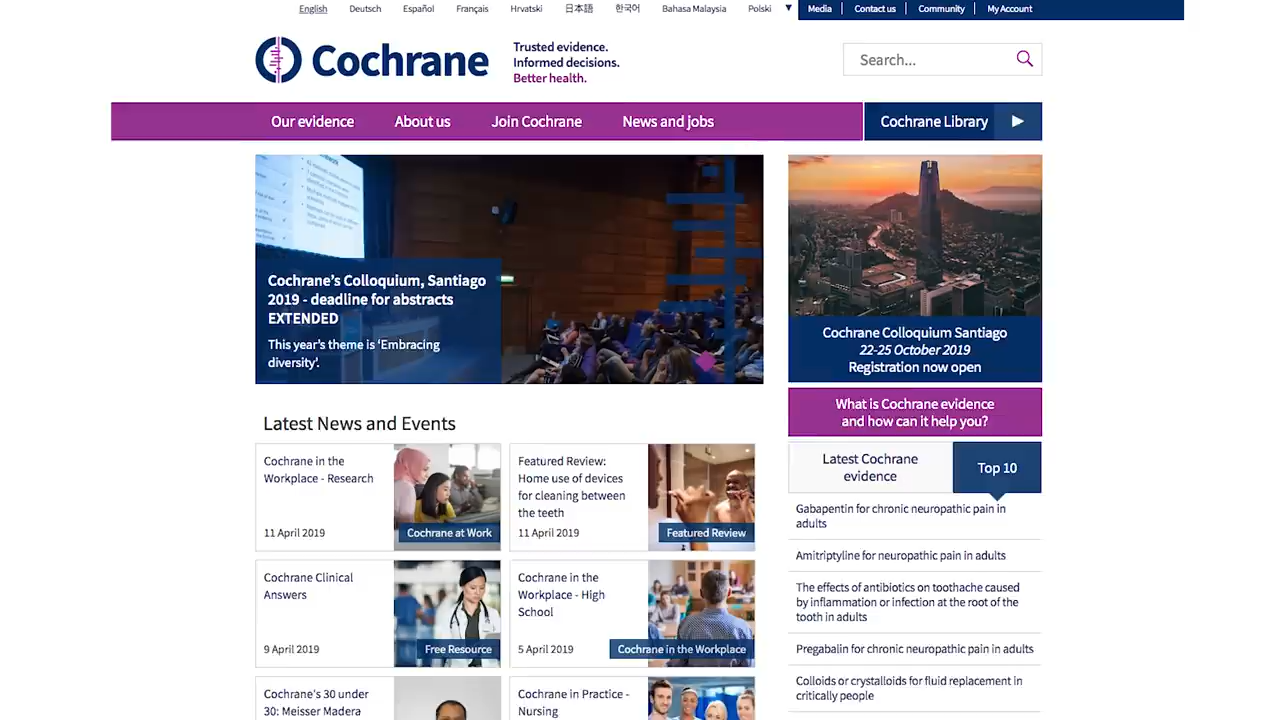 English Deutsch Español Français Hrvatski 日本語 한국어 Bahasa Malaysia Polski ▼ Media Contact us Community My Account
Cochrane
Trusted evidence.
Informed decisions.
Better health.
Search...
Our evidence About us Join Cochrane News and jobs Cochrane Library
Cochrane's Colloquium, Santiago
2019 - deadline for abstracts
EXTENDED
This year's theme is 'Embracing
diversity'.
Cochrane Colloquium Santiago
22-25 October 2019
Registration now open
What is Cochrane evidence
and how can it help you?
Latest Cochrane
evidence
Top 10
Gabapentin for chronic neuropathic pain in
adults
Amitriptyline for neuropathic pain in adults
The effects of antibiotics on toothache caused
by inflammation or infection at the root of the
tooth in adults
Pregabalin for chronic neuropathic pain in adults
Colloids or crystalloids for fluid replacement in
critically people
Latest News and Events
Cochrane in the
Workplace - Research
11 April 2019
Cochrane at Work
Featured Review:
Home use of devices
for cleaning between
the teeth
11 April 2019
Featured Review
Cochrane Clinical
Answers
9 April 2019
Free Resource
Cochrane in the
Workplace - High
School
5 April 2019
Cochrane in the Workplace
Cochrane's 30 under
30: Meisser Madera
Cochrane in Practice -
Nursing